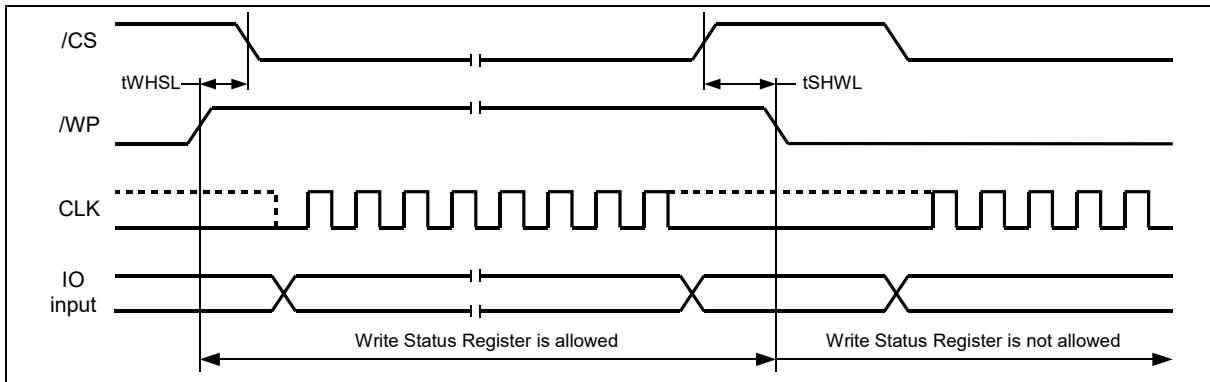 /CS
tWHSL
tSHWL
/WP
CLK
IO
input
Write Status Register is allowed
Write Status Register is not allowed